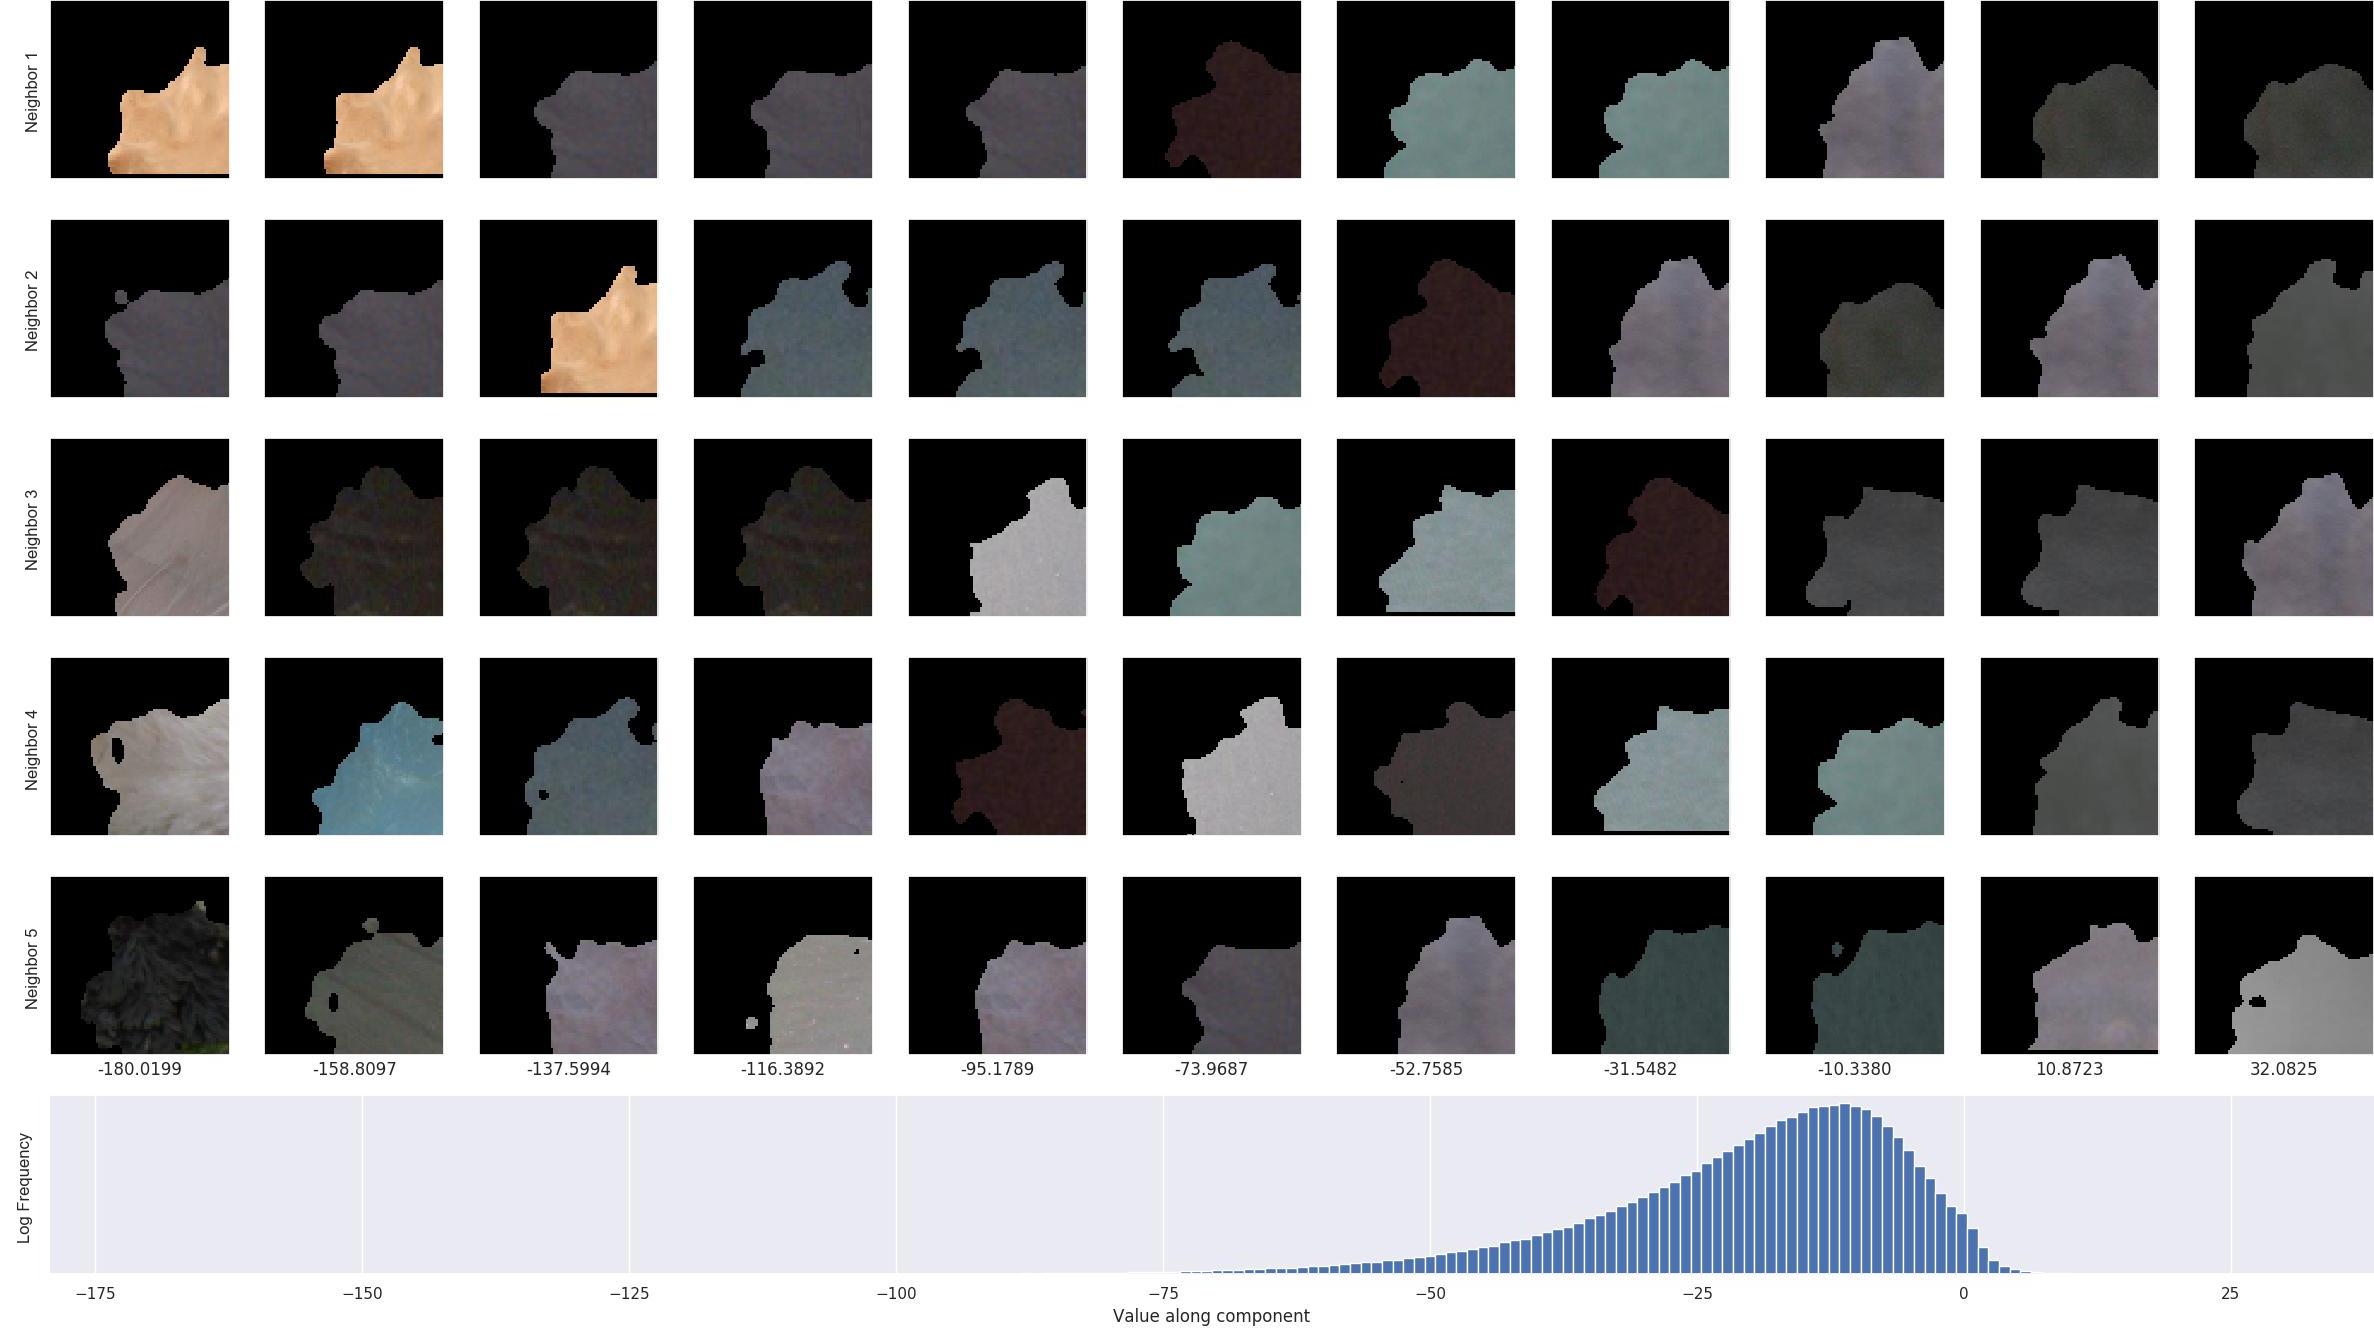 Neighbor 1
Neighbor 2
Neighbor 3
Neighbor 4
Neighbor 5
-180.0199 -158.8097 -137.5994 -116.3892 -95.1789 -73.9687 -52.7585 -31.5482 -10.3380 10.8723 32.0825
Log Frequency
−175 −150 −125 −100 −75 −50 −25 0 25
Value along component